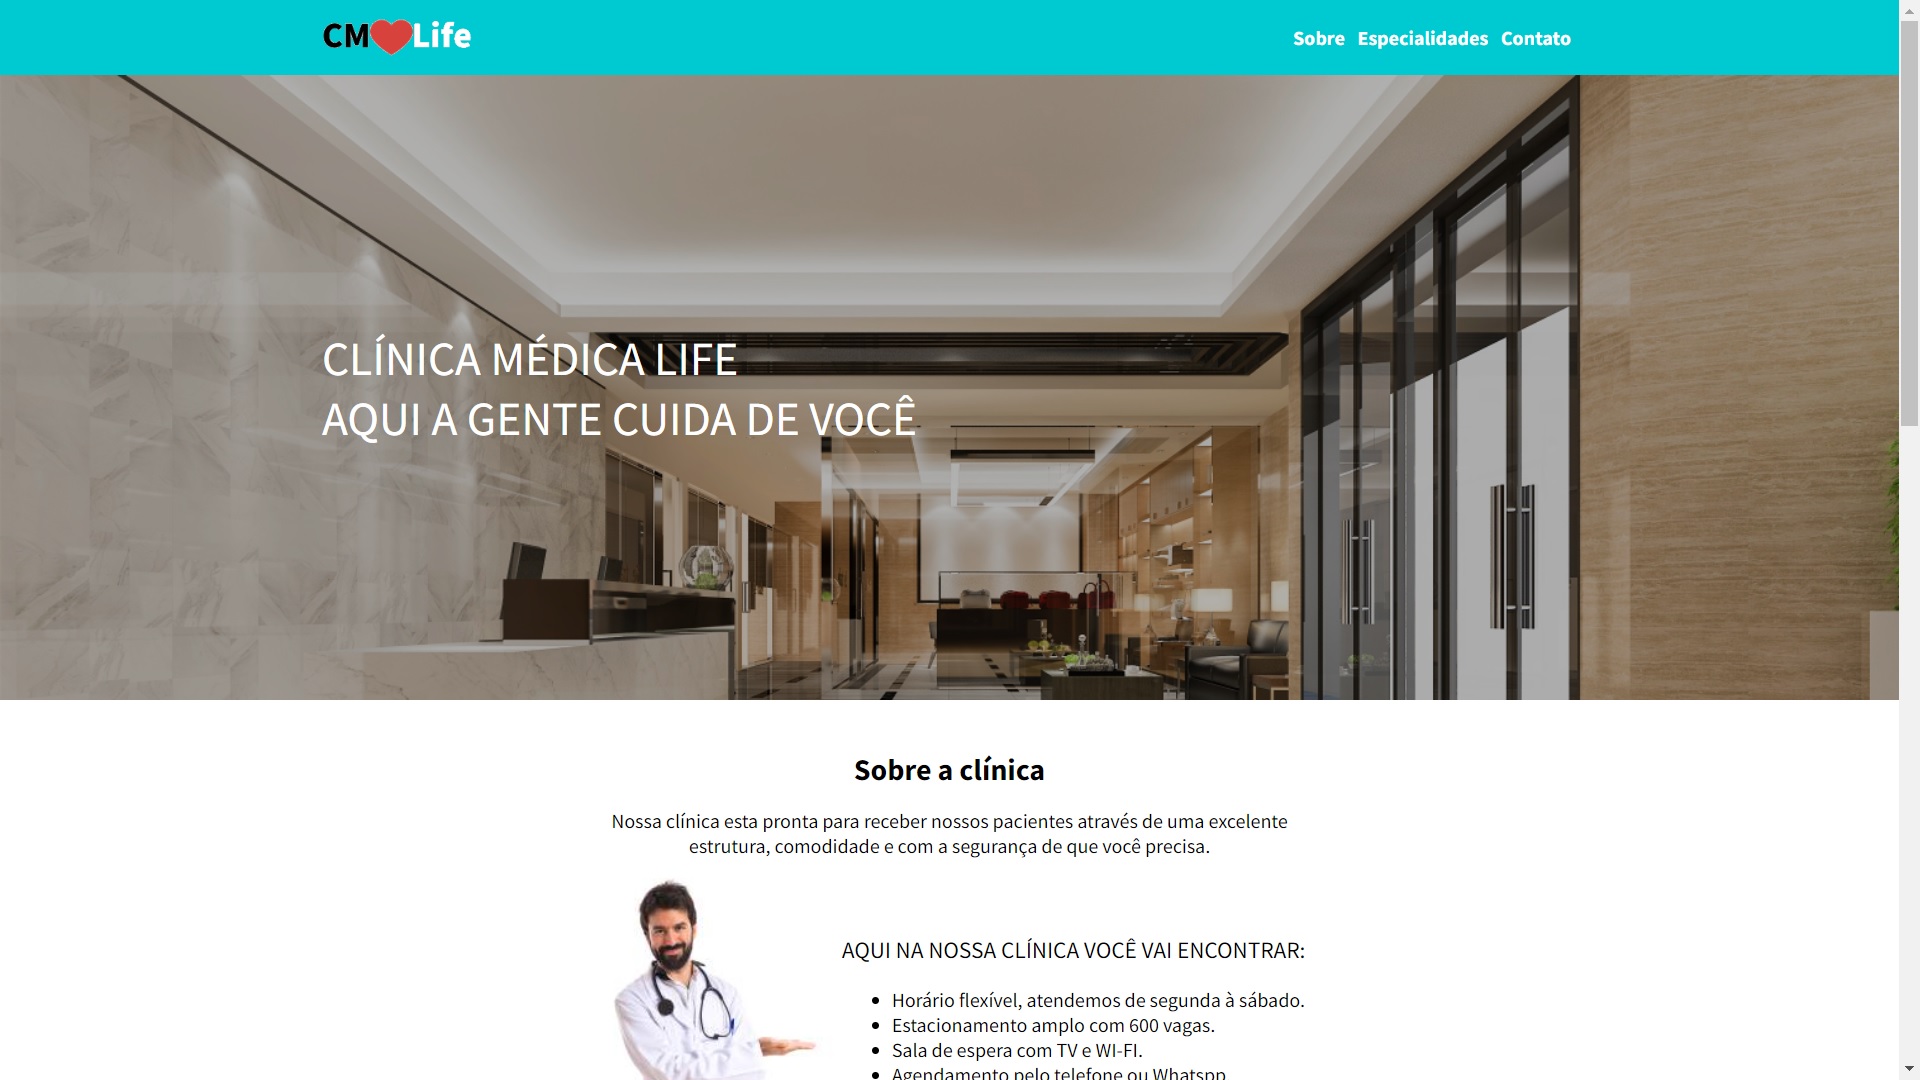 CM Life
Sobre Especialidades Contato
CLÍNICA MÉDICA LIFE
AQUI A GENTE CUIDA DE VOCÊ
Sobre a clínica
Nossa clínica esta pronta para receber nossos pacientes através de uma excelente
estrutura, comodidade e com a segurança de que você precisa.
AQUI NA NOSSA CLÍNICA VOCÊ VAI ENCONTRAR:
Horário flexível, atendemos de segunda à sábado.
Estacionamento amplo com 600 vagas.
Sala de espera com TV e WI-FI.
Agendamento pelo telefone ou Whatspp